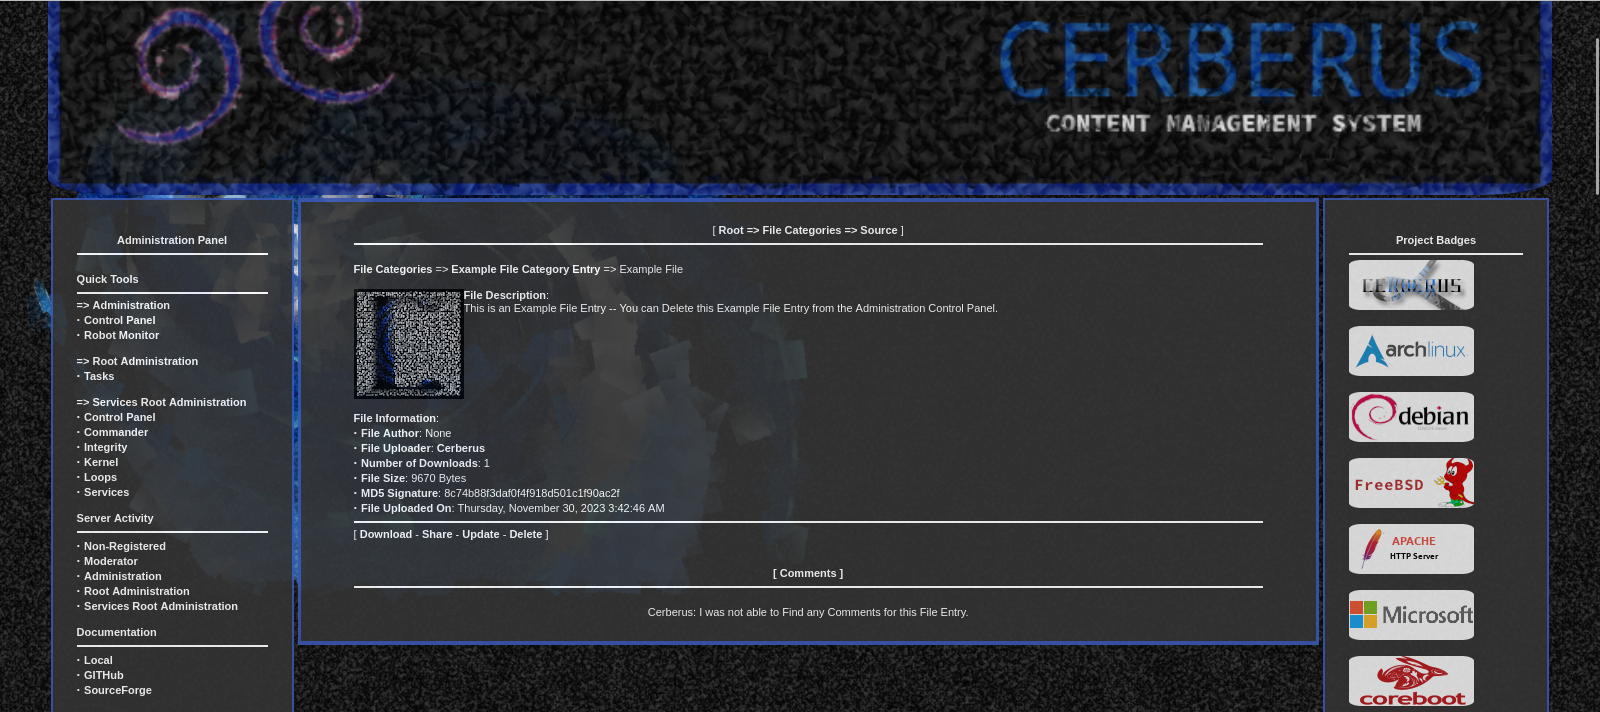 CERBERUS
CONTENT MANAGEMENT SYSTEM
Administration Panel
Quick Tools
=> Administration
· Control Panel
· Robot Monitor
=> Root Administration
· Tasks
=> Services Root Administration
· Control Panel
· Commander
· Integrity
· Kernel
· Loops
· Services
Server Activity
· Non-Registered
· Moderator
· Administration
· Root Administration
· Services Root Administration
Documentation
· Local
· GITHub
· SourceForge
[ Root => File Categories => Source ]
File Categories => Example File Category Entry => Example File
File Description:
This is an Example File Entry -- You can Delete this Example File Entry from the Administration Control Panel.
File Information:
· File Author: None
· File Uploader: Cerberus
· Number of Downloads: 1
· File Size: 9670 Bytes
· MD5 Signature: 8c74b88f3daf0f4f918d501c1f90ac2f
· File Uploaded On: Thursday, November 30, 2023 3:42:46 AM
[ Download - Share - Update - Delete ]
[ Comments ]
Cerberus: I was not able to Find any Comments for this File Entry.
Project Badges
CERBERUS
archlinux
debian
FreeBSD
APACHE
HTTP Server
Microsoft
coreboot